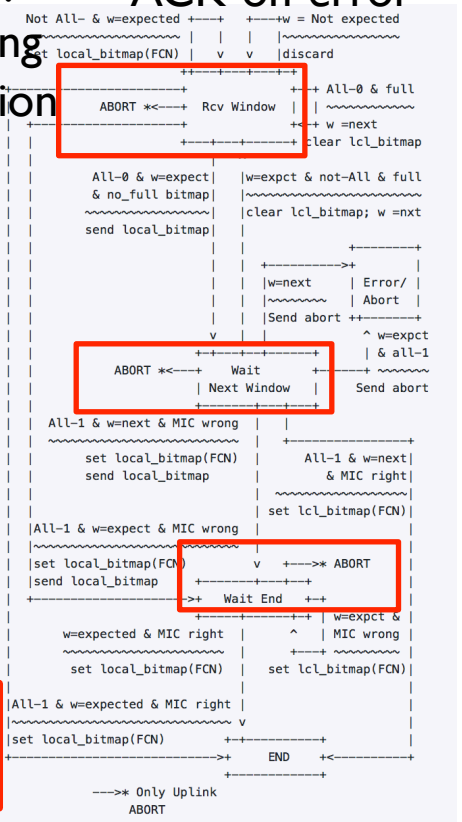 ACK on error
Not All- & w=expected +---+ +---+w = Not expected
~~~~~~~~~~~~~~~~~~~~~ | | | |~~~~~~~~~~~~~~~~
ng
et local_bitmap(FCN) | v v |discard
++---+---+---+-+
+---------------------+ +--+ All-0 & full
ion
| ABORT *<---+ Rcv Window | | ~~~~~~~~~~~~
| +-------------------+ +<-+ w =next
| | +---+---+------+ clear lcl_bitmap
| | All-0 & w=expect| |w=expct & not-All & full
| | & no_full bitmap| |~~~~~~~~~~~~~~~~~~~~~~~~
| | ~~~~~~~~~~~~~~~~| |clear lcl_bitmap; w =nxt
| | send local_bitmap| |
| | | | +--------+
| | | | +---------->+ |
| | | | |w=next | Error/ |
| | | | |~~~~~~~~ | Abort |
| | | | |Send abort ++-------+
| | v | | ^ w=expct
| | +-+---+--+------+ | & all-1
| | ABORT *<---+ Wait +------+ ~~~~~~~
| | | Next Window | Send abort
| | +-------+---+---+
| | All-1 & w=next & MIC wrong | |
| | ~~~~~~~~~~~~~~~~~~~~~~~~~~ | +----------------+
| | set local_bitmap(FCN) | All-1 & w=next|
| | send local_bitmap | & MIC right|
| | | ~~~~~~~~~~~~~~~~~~|
| | | set lcl_bitmap(FCN)|
| |All-1 & w=expect & MIC wrong | |
| |~~~~~~~~~~~~~~~~~~~~~~~~~~~~ | |
| |set local_bitmap(FCN) v +--->* ABORT |
| |send local_bitmap +-------+---+--+ |
| +--------------------->+ Wait End +-+ |
| +-----+------+-+ | w=expct & |
| w=expected & MIC right | ^ | MIC wrong |
| ~~~~~~~~~~~~~~~~~~~~~~ | +---+ ~~~~~~~~~ |
| set local_bitmap(FCN) | set lcl_bitmap(FCN)|
| | |
|All-1 & w=expected & MIC right | |
|~~~~~~~~~~~~~~~~~~~~~~~~~~~~~~ v |
|set local_bitmap(FCN) +-+----------+ |
+------------------------>+ END +<----------+
+------------+
--->* Only Uplink
ABORT